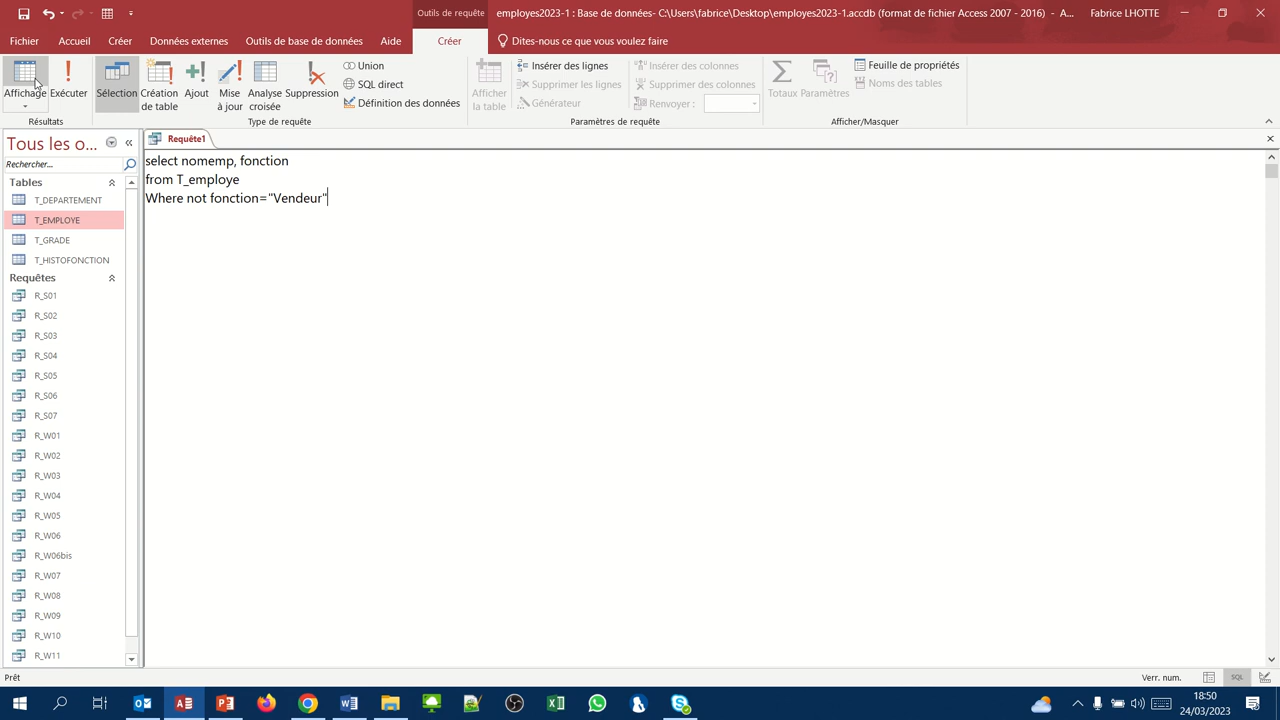 Outils de requête
employes2023-1 : Base de données- C:\Users\fabrice\Desktop\employes2023-1.accdb (format de fichier Access 2007 - 2016) - A...
Fabrice LHOTTE
Fichier
Accueil
Créer
Données externes
Outils de base de données
Aide
Créer
Dites-nous ce que vous voulez faire
Affichage
Exécuter
Sélection
Création de table
Ajout
Mise à jour
Analyse croisée
Suppression
Union
SQL direct
Définition des données
Afficher la table
Insérer des lignes
Supprimer les lignes
Générateur
Insérer des colonnes
Supprimer des colonnes
Renvoyer :
Totaux
Paramètres
Feuille de propriétés
Noms des tables
Résultats
Type de requête
Paramètres de requête
Afficher/Masquer
Tous les o...
Rechercher...
Tables
T_DEPARTEMENT
T_EMPLOYE
T_GRADE
T_HISTOFONCTION
Requêtes
R_S01
R_S02
R_S03
R_S04
R_S05
R_S06
R_S07
R_W01
R_W02
R_W03
R_W04
R_W05
R_W06
R_W06bis
R_W07
R_W08
R_W09
R_W10
R_W11
Requête1
select nomemp, fonction
from T_employe
Where not fonction="Vendeur"
Prêt
Verr. num.
SQL
18:50
24/03/2023